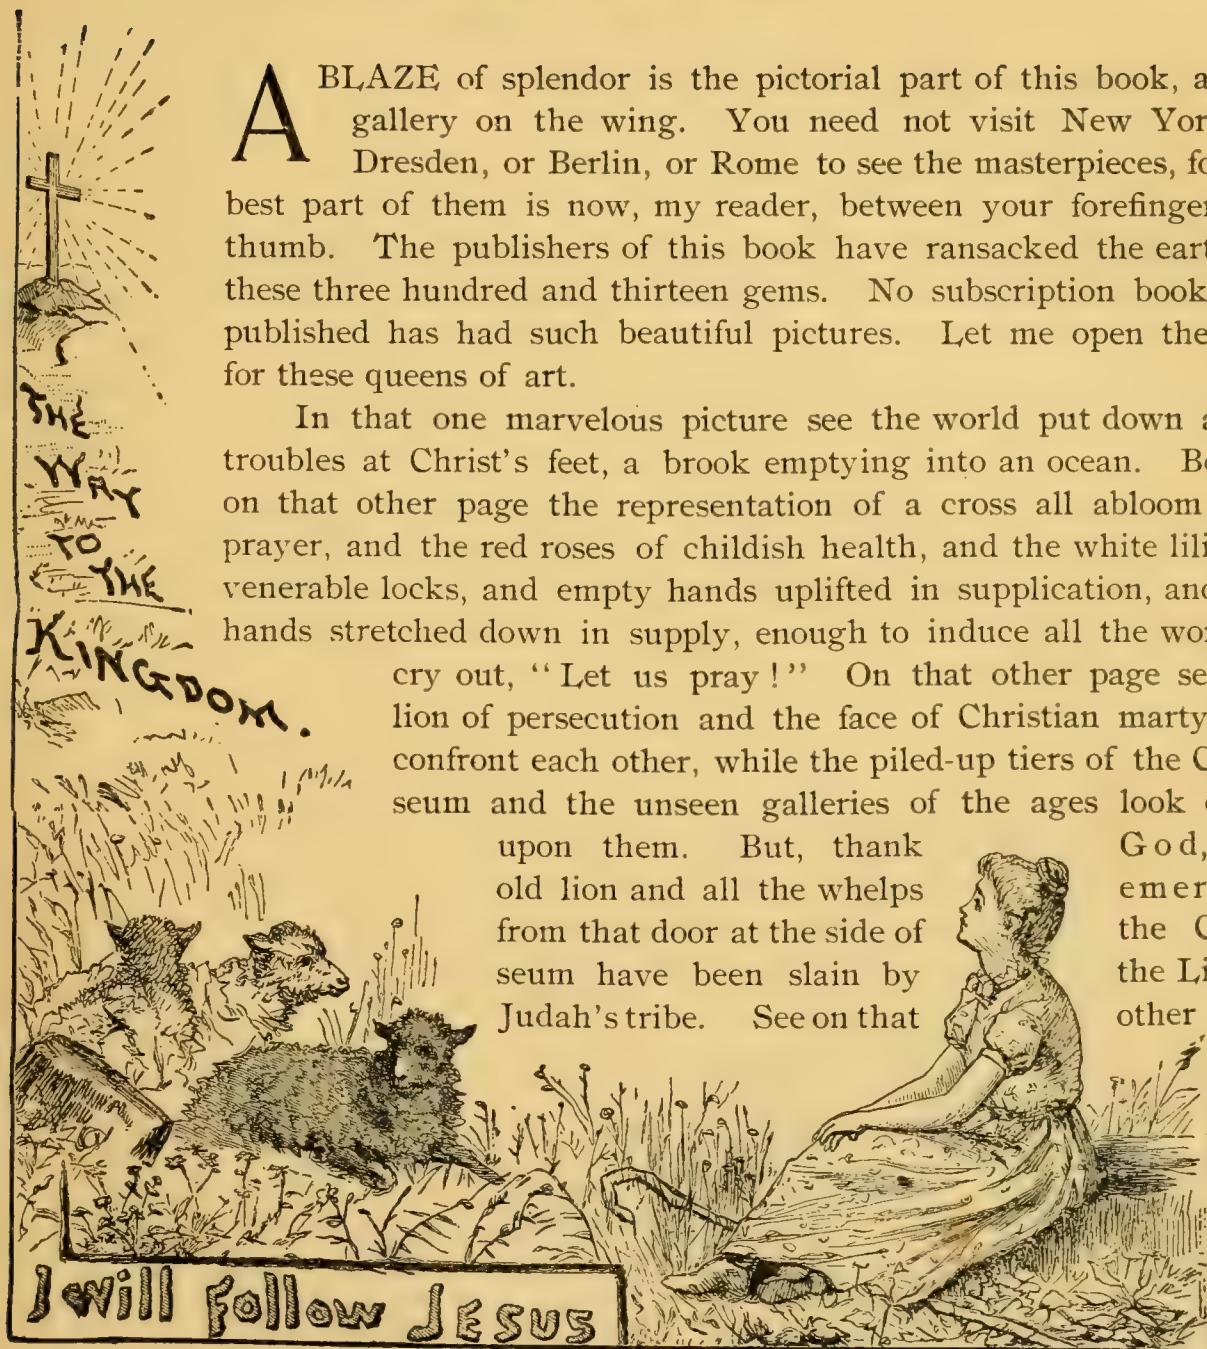 A BLAZE of splendor is the pictorial part of this book, a
gallery on the wing. You need not visit New Yor
Dresden, or Berlin, or Rome to see the masterpieces, fo
best part of them is now, my reader, between your forefinger
thumb. The publishers of this book have ransacked the eart
these three hundred and thirteen gems. No subscription book
published has had such beautiful pictures. Let me open the
for these queens of art.
In that one marvelous picture see the world put down a
troubles at Christ's feet, a brook emptying into an ocean. Be
on that other page the representation of a cross all abloom
prayer, and the red roses of childish health, and the white lili
venerable locks, and empty hands uplifted in supplication, and
hands stretched down in supply, enough to induce all the wor
cry out, "Let us pray!" On that other page se
lion of persecution and the face of Christian marty
confront each other, while the piled-up tiers of the C
seum and the unseen galleries of the ages look
upon them. But, thank God,
old lion and all the whelps emer
from that door at the side of the C
seum have been slain by the Li
Judah's tribe. See on that other
THE
WAY
TO
THE
KINGDOM.
I will follow JESUS